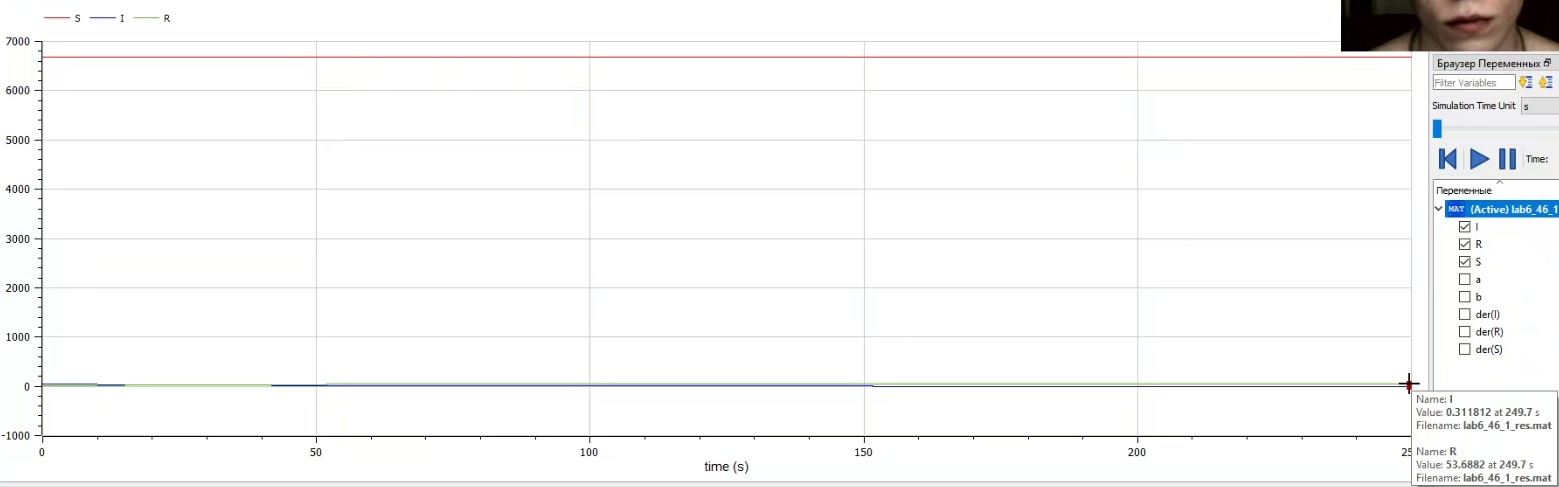 S I R
7000
6000
5000
4000
3000
2000
1000
0
-1000
0 50 100 150 200 25
time (s)
Браузер Переменных
Filter Variables
Simulation Time Unit s
Time:
Переменные
MAT (Active) lab6_46_1
I
R
S
a
b
der(I)
der(R)
der(S)
Name: I
Value: 0.311812 at 249.7 s
Filename: lab6_46_1_res.mat
Name: R
Value: 53.6882 at 249.7 s
Filename: lab6_46_1_res.mat